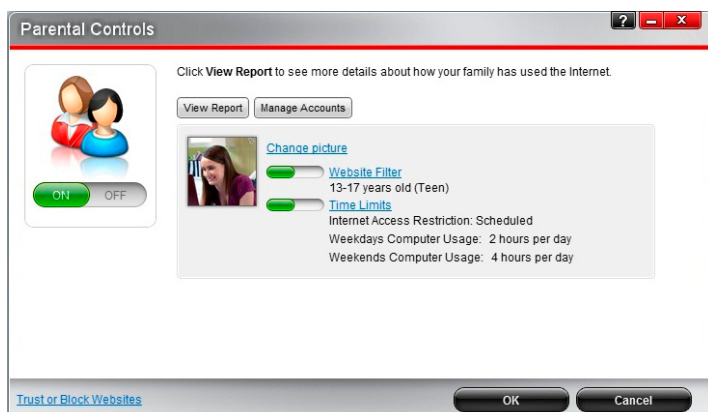 Parental Controls
?
X
Click View Report to see more details about how your family has used the Internet.
View Report Manage Accounts
Change picture
Website Filter
13-17 years old (Teen)
ON OFF
Time Limits
Internet Access Restriction: Scheduled
Weekdays Computer Usage: 2 hours per day
Weekends Computer Usage: 4 hours per day
Trust or Block Websites
OK Cancel